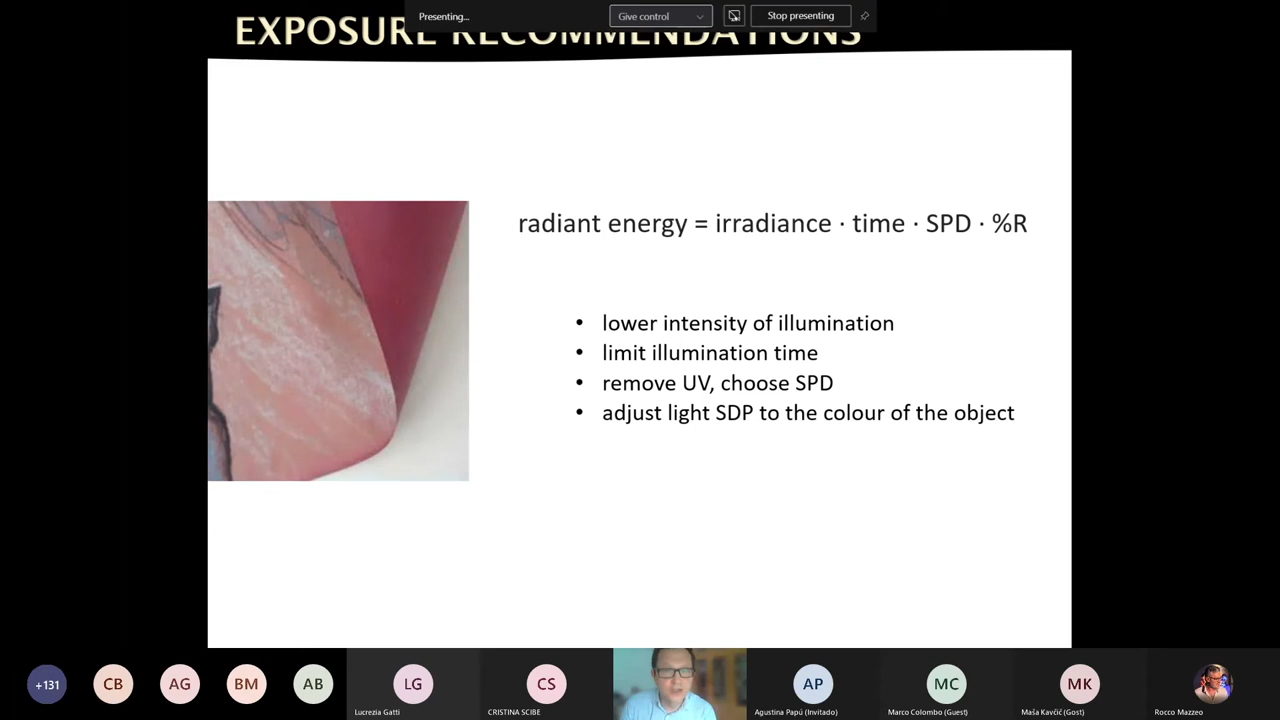 Presenting...
Give control
Stop presenting
EXPOSURE RECOMMENDATIONS
radiant energy = irradiance · time · SPD · %R
• lower intensity of illumination
• limit illumination time
• remove UV, choose SPD
• adjust light SDP to the colour of the object
+131
CB
AG
BM
AB
LG
Lucrezia Gatti
CS
CRISTINA SCIBE
AP
Agustina Papú (Invitado)
MC
Marco Colombo (Guest)
MK
Maša Kavčič (Gost)
Rocco Mazzeo